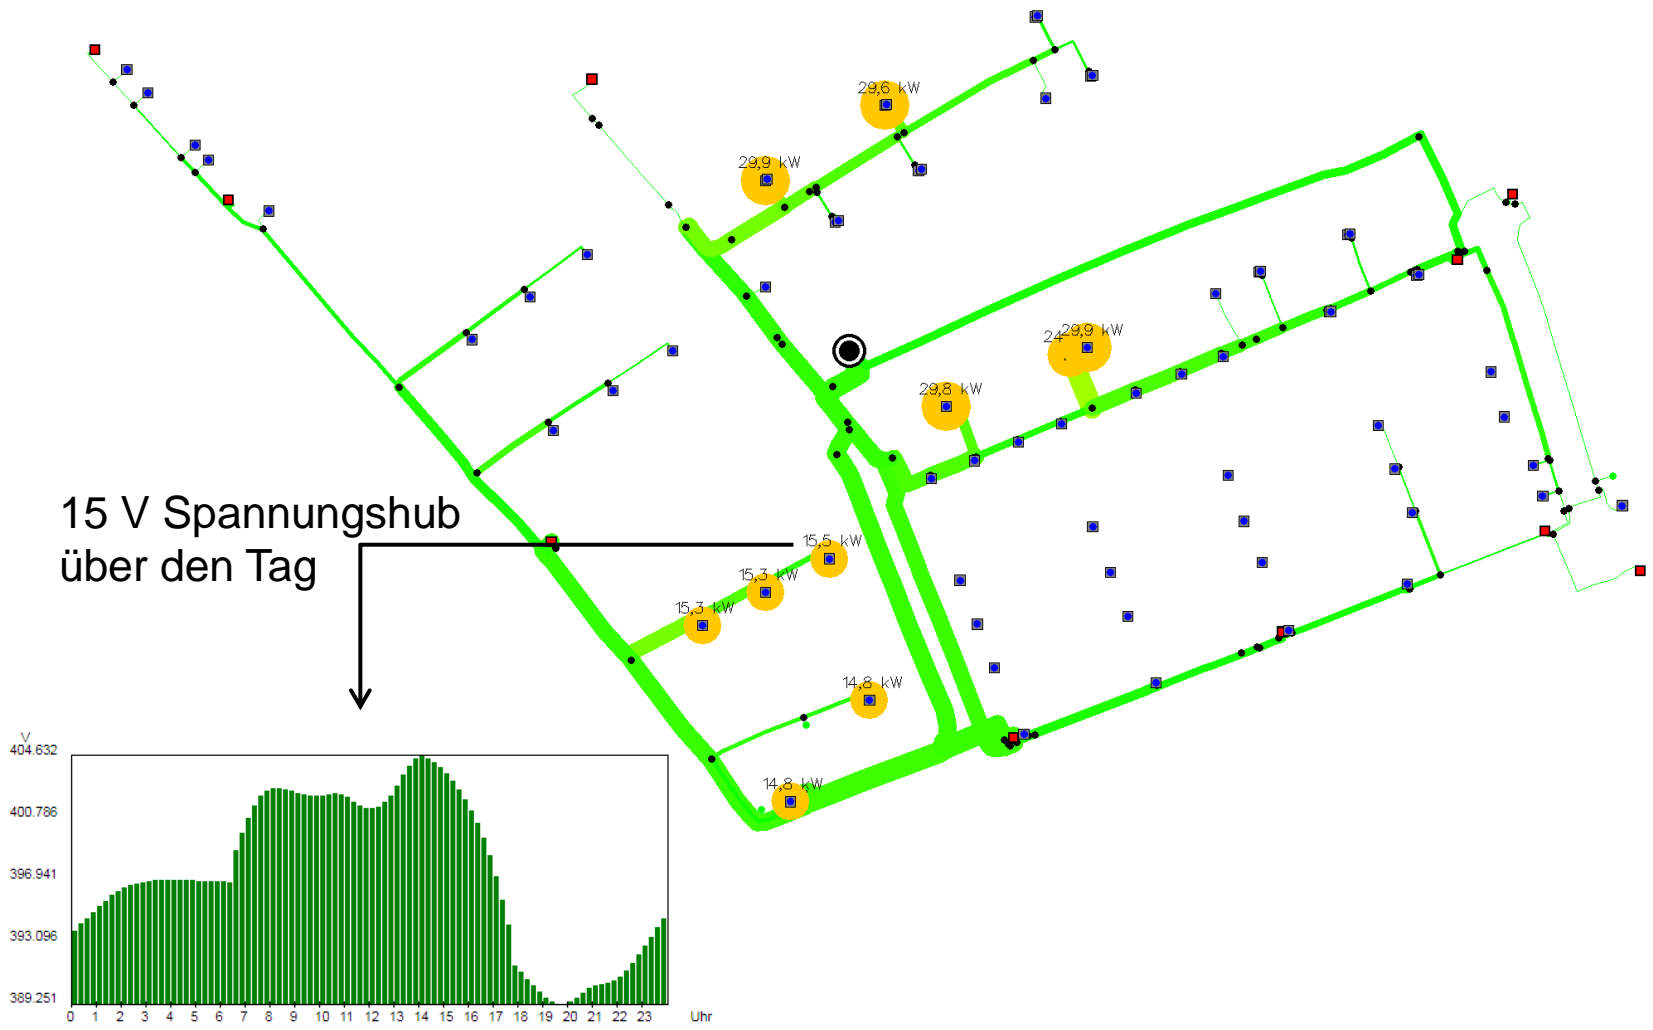 29,6 kW
29,9 kW
24
29,9 kW
29,8 kW
15 V Spannungshub
über den Tag
15,5 kW
15,3 kW
15,3 kW
14,8 kW
14,8 kW
V
404.632
400.786
396.941
393.096
389.251
0 1 2 3 4 5 6 7 8 9 10 11 12 13 14 15 16 17 18 19 20 21 22 23 Uhr